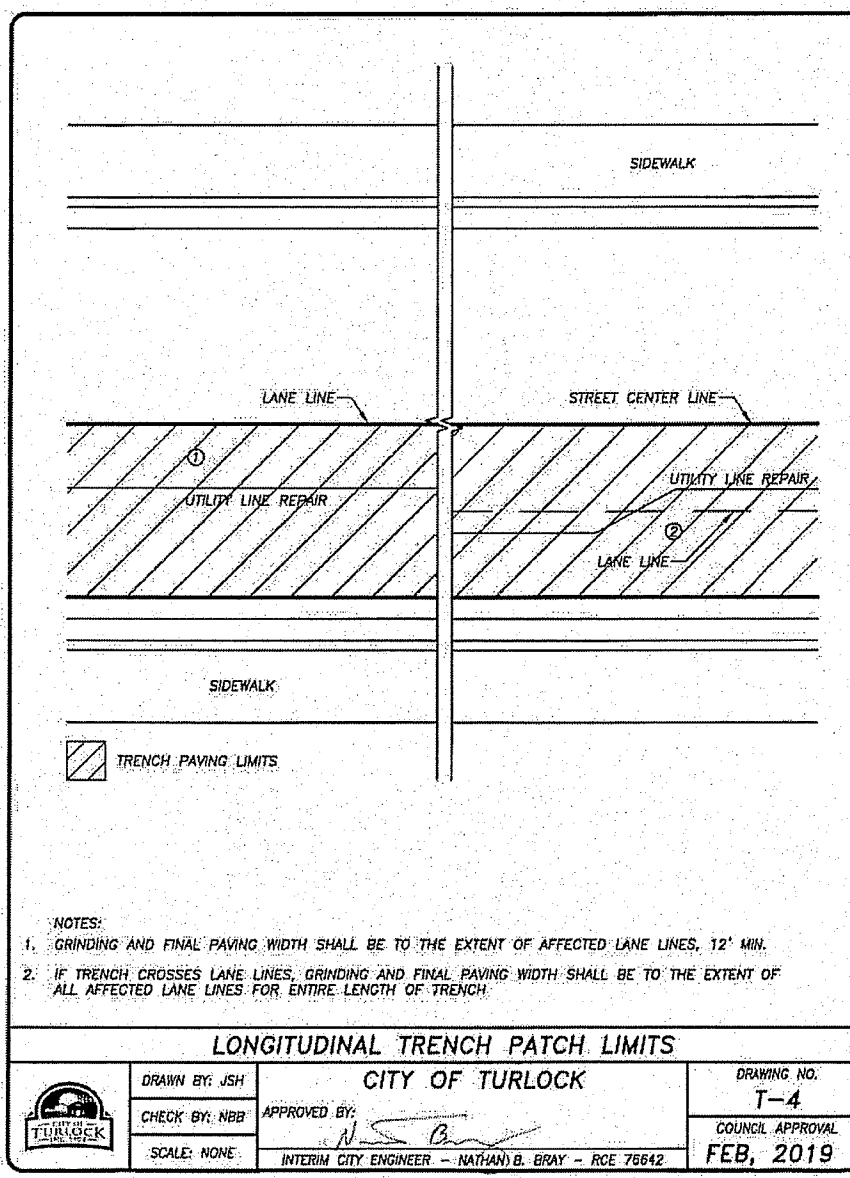 SIDEWALK
LANE LINE
STREET CENTER LINE
①
UTILITY LINE REPAIR
UTILITY LINE REPAIR
②
LANE LINE
SIDEWALK
TRENCH PAVING LIMITS
NOTES:
1. GRINDING AND FINAL PAVING WIDTH SHALL BE TO THE EXTENT OF AFFECTED LANE LINES, 12' MIN.
2. IF TRENCH CROSSES LANE LINES, GRINDING AND FINAL PAVING WIDTH SHALL BE TO THE EXTENT OF
ALL AFFECTED LANE LINES FOR ENTIRE LENGTH OF TRENCH
LONGITUDINAL TRENCH PATCH LIMITS
CITY OF
TURLOCK
DRAWN BY: JSH
CHECK BY: NBB
SCALE: NONE
CITY OF TURLOCK
APPROVED BY:
INTERIM CITY ENGINEER - NATHAN B. BRAY - RCE 76642
DRAWING NO.
T-4
COUNCIL APPROVAL
FEB, 2019